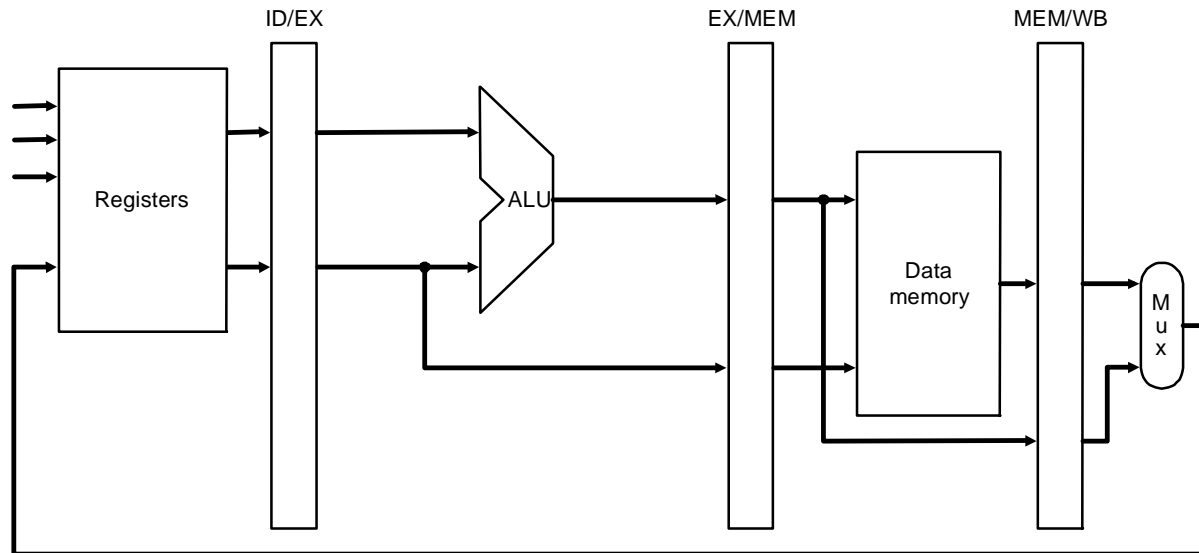 ID/EX
EX/MEM
MEM/WB
Registers
ALU
Data
memory
M
u
x